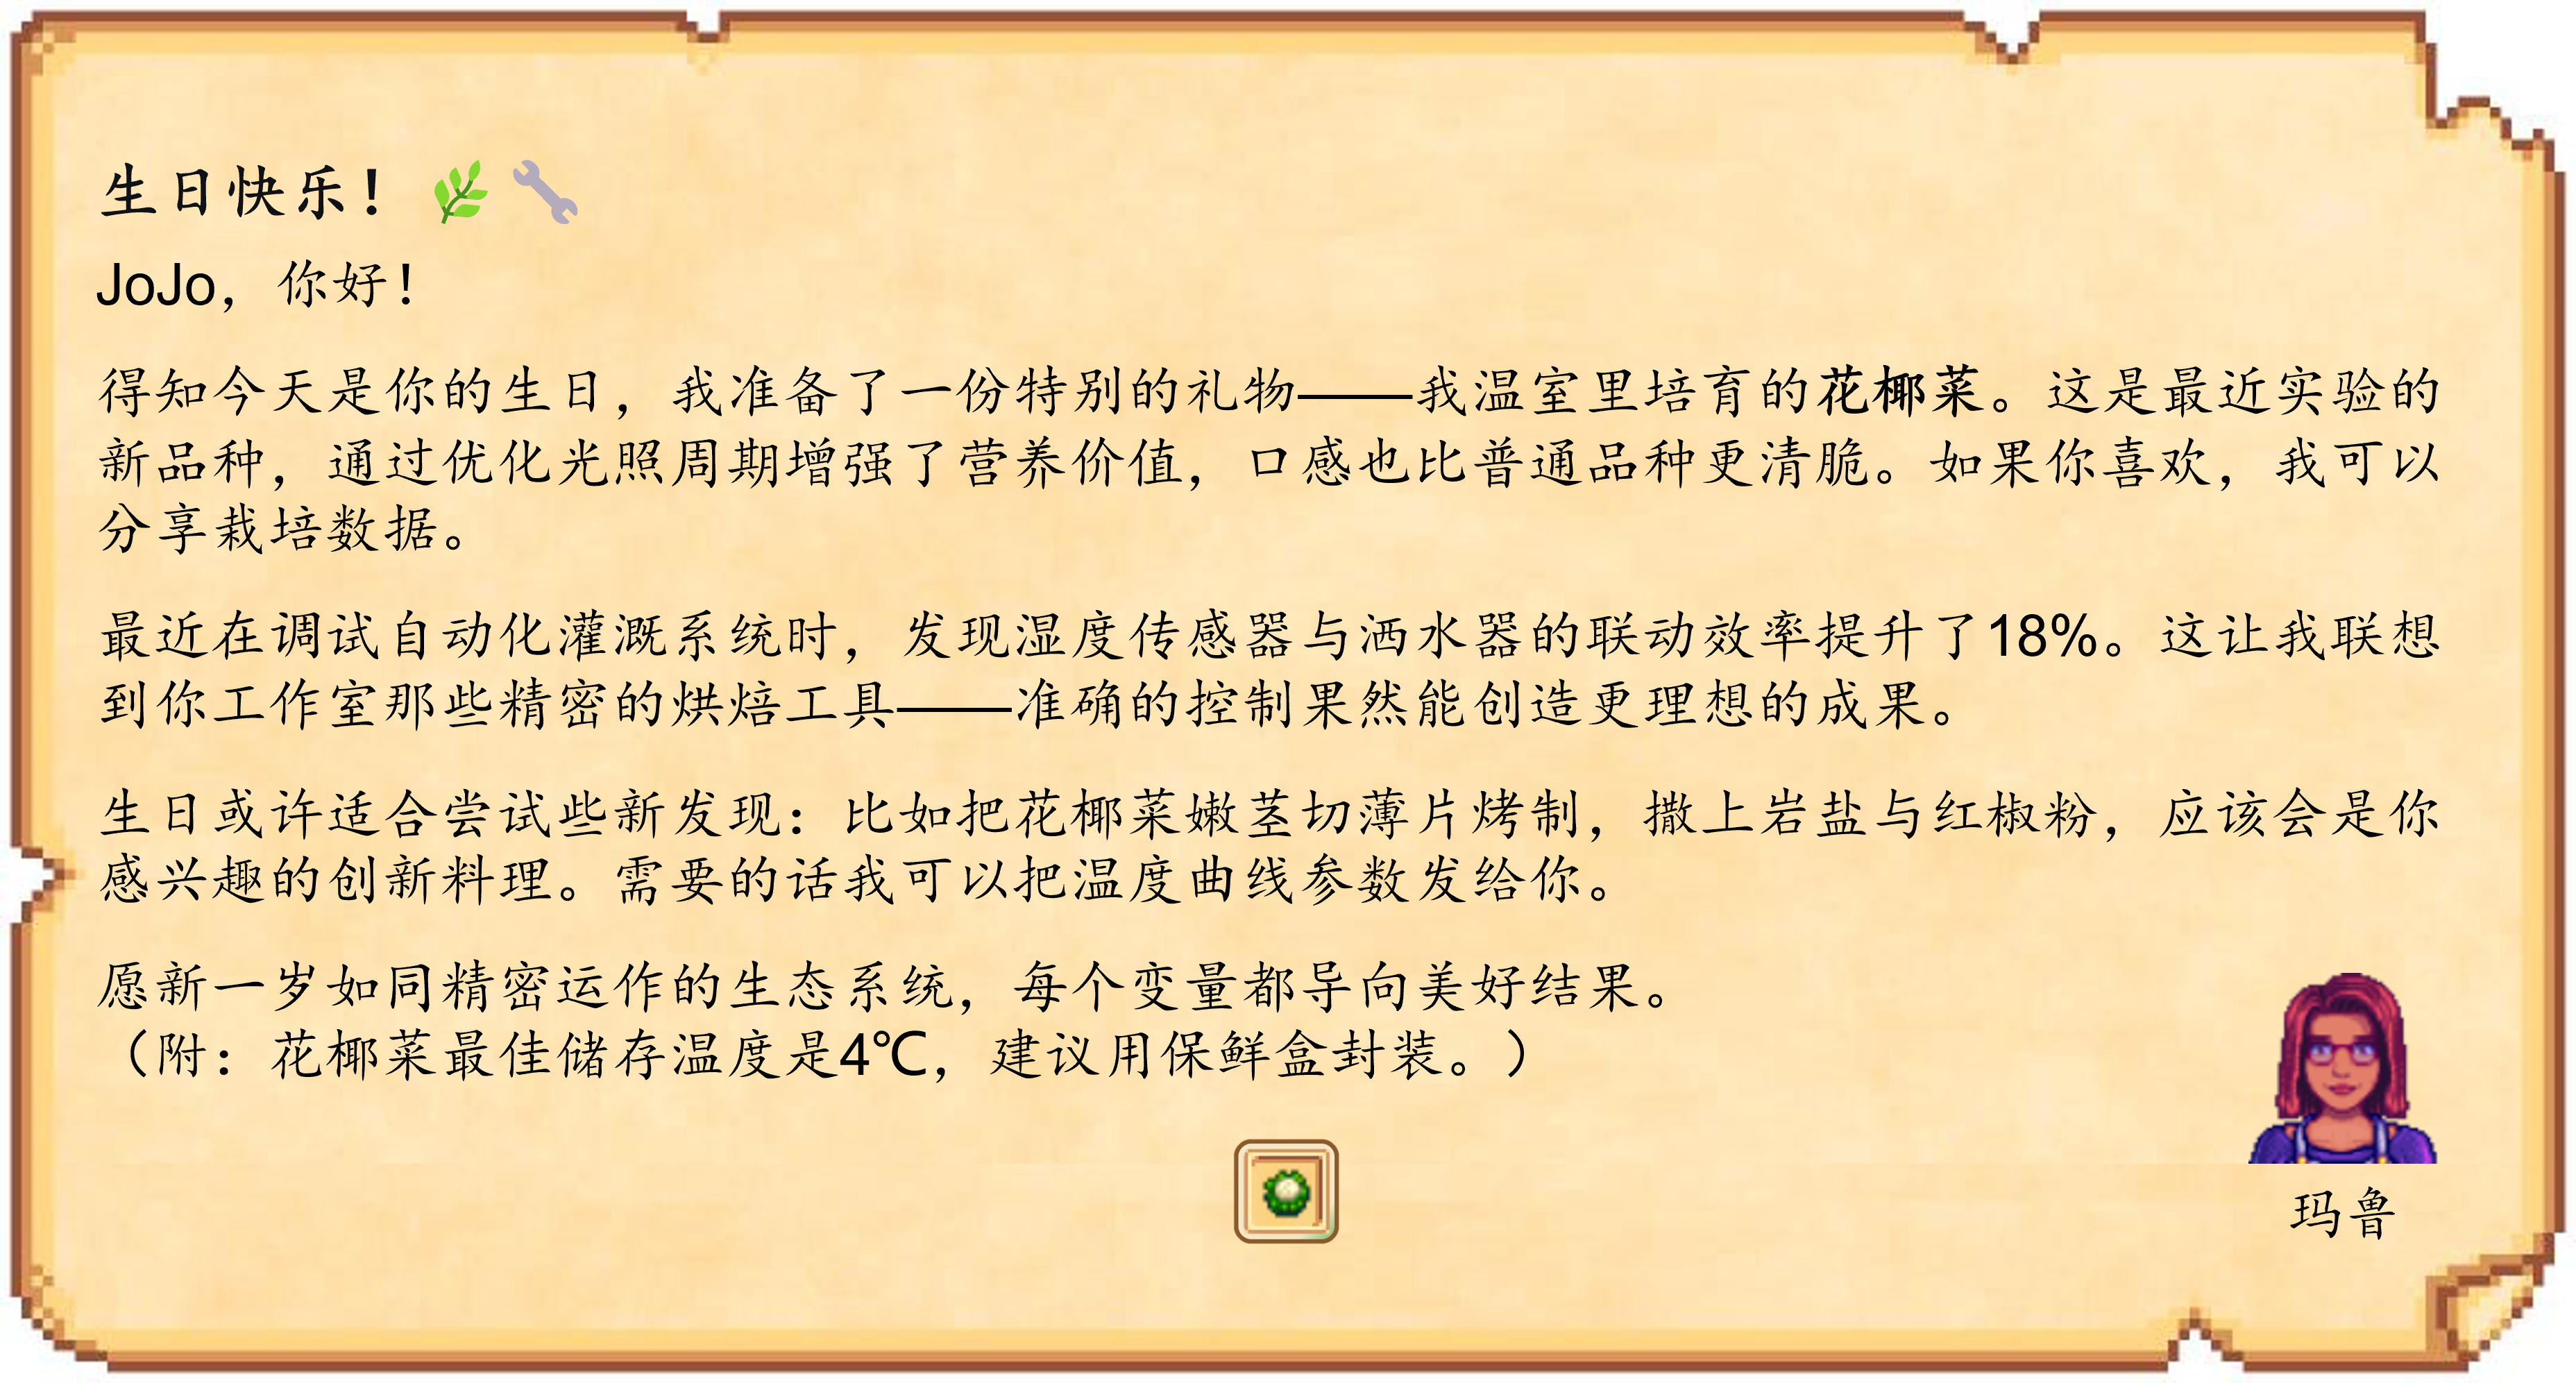 生日快乐！🌿🔧
JoJo，你好！
得知今天是你的生日，我准备了一份特别的礼物——我温室里培育的花椰菜。这是最近实验的
新品种，通过优化光照周期增强了营养价值，口感也比普通品种更清脆。如果你喜欢，我可以
分享栽培数据。
最近在调试自动化灌溉系统时，发现湿度传感器与洒水器的联动效率提升了18%。这让我联想
到你工作室那些精密的烘焙工具——准确的控制果然能创造更理想的成果。
生日或许适合尝试些新发现：比如把花椰菜嫩茎切薄片烤制，撒上岩盐与红椒粉，应该会是你
感兴趣的创新料理。需要的话我可以把温度曲线参数发给你。
愿新一岁如同精密运作的生态系统，每个变量都导向美好结果。
（附：花椰菜最佳储存温度是4℃，建议用保鲜盒封装。）
玛鲁